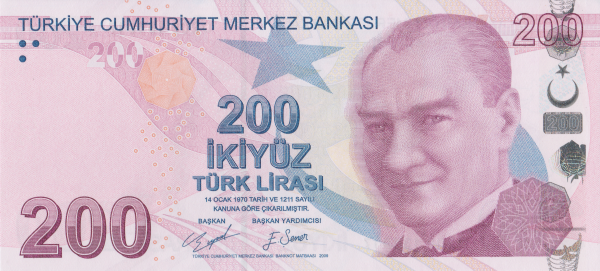 TÜRKİYE CUMHURİYET MERKEZ BANKASI
200
200
200
200
İKİYÜZ
TÜRK LİRASI
14 OCAK 1970 TARİH VE 1211 SAYILI
KANUNA GÖRE ÇIKARILMIŞTIR.
BAŞKAN BAŞKAN YARDIMCISI
E. Sener
200
TÜRKİYE CUMHURİYET MERKEZ BANKASI BANKNOT MATBAASI 2009